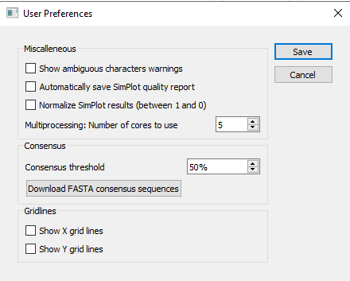 User Preferences
Miscelleneous
Show ambiguous characters warnings
Automatically save SimPlot quality report
Normalize SimPlot results (between 1 and 0)
Multiprocessing: Number of cores to use 5
Save
Cancel
Consensus
Consensus threshold 50%
Download FASTA consensus sequences
Gridlines
Show X grid lines
Show Y grid lines